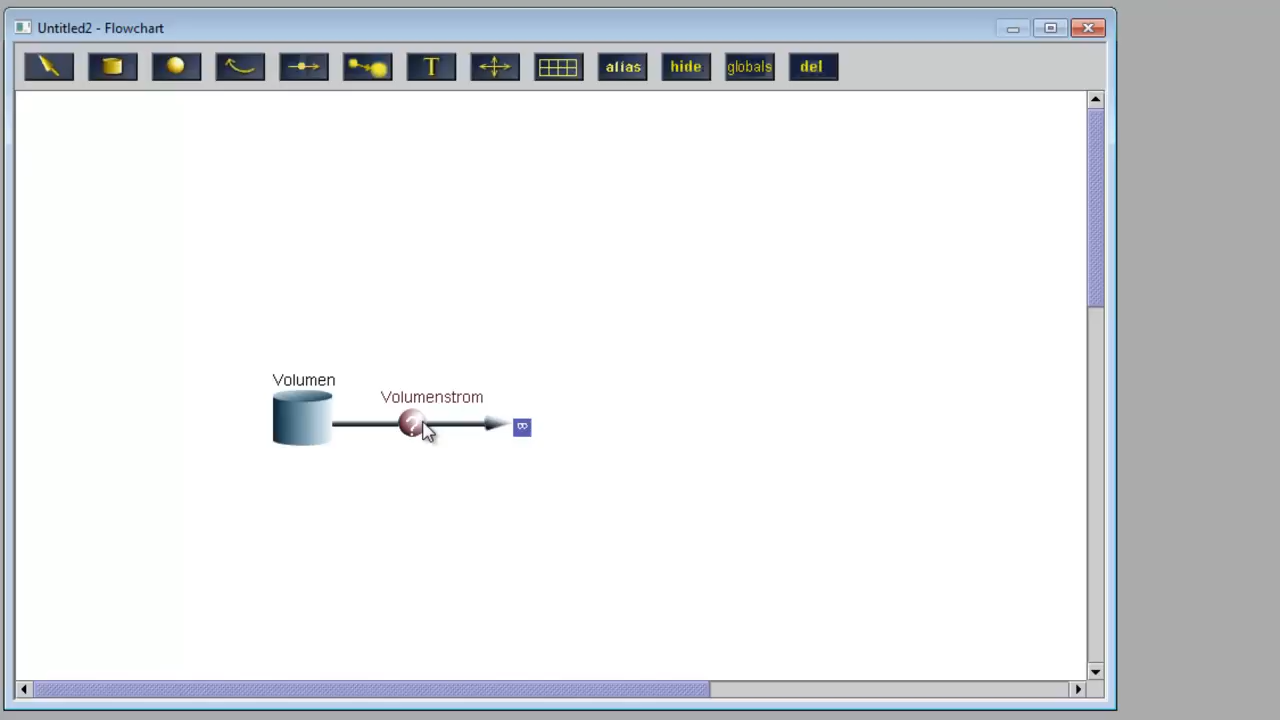 Untitled2 - Flowchart
T alias hide globals del
Volumen
Volumenstrom
?